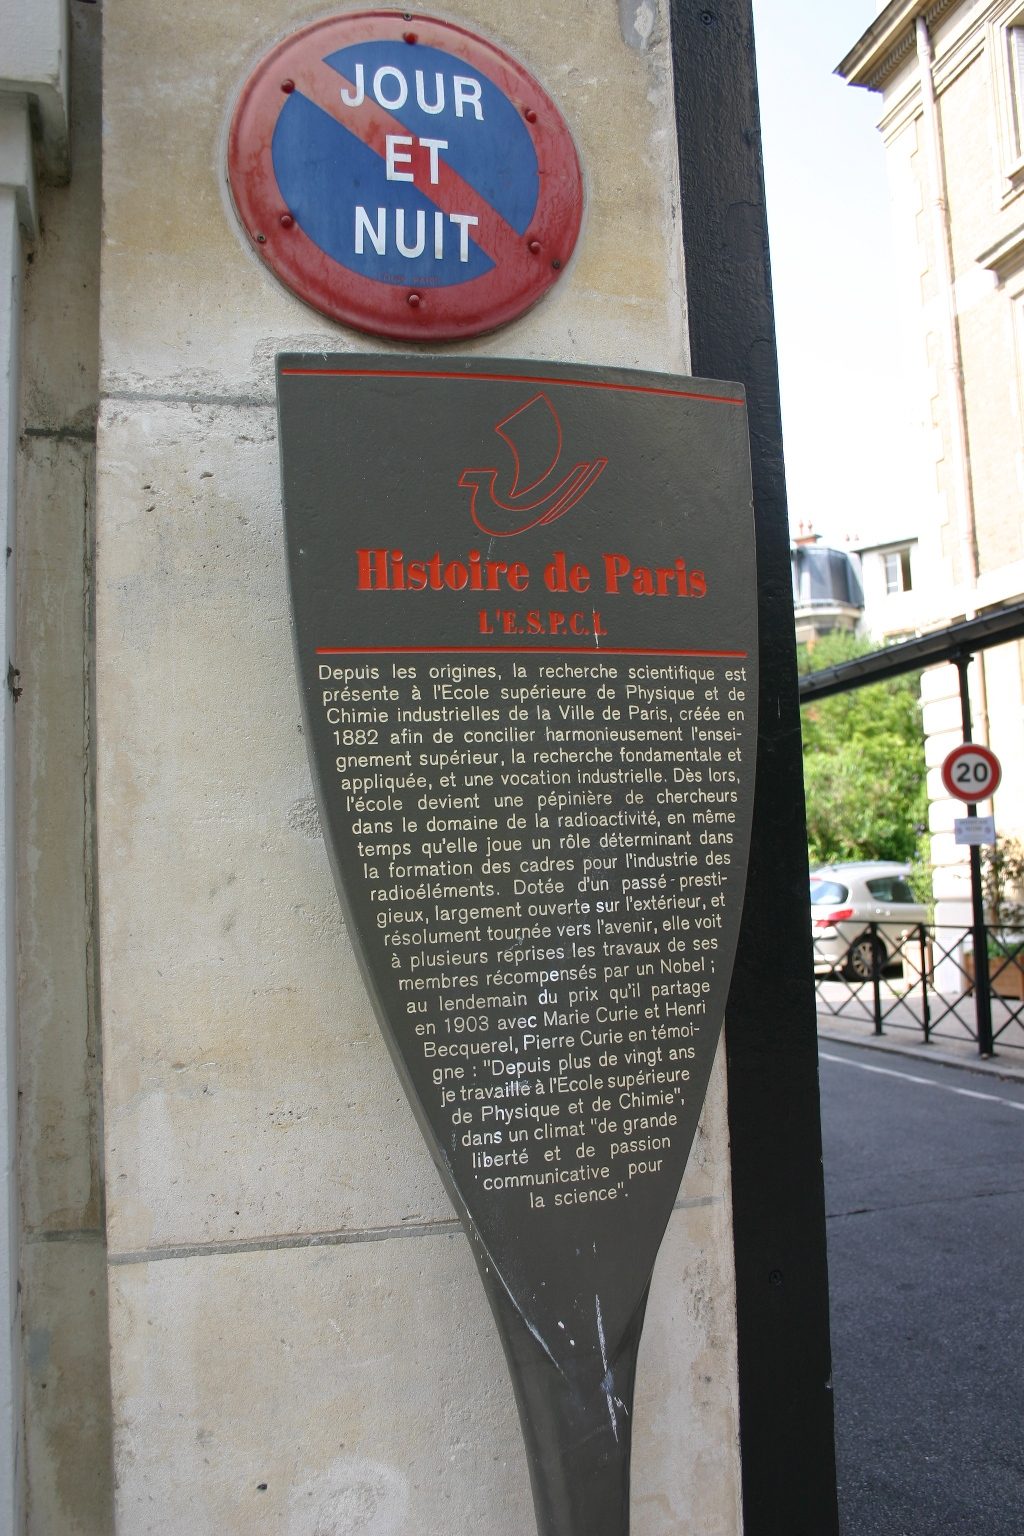 JOUR
ET
NUIT
Histoire de Paris
L'E.S.P.C.I.
Depuis les origines, la recherche scientifique est
présente à l'Ecole supérieure de Physique et de
Chimie industrielles de la Ville de Paris, créée en
1882 afin de concilier harmonieusement l'ensei-
gnement supérieur, la recherche fondamentale et
appliquée, et une vocation industrielle. Dès lors,
l'école devient une pépinière de chercheurs
dans le domaine de la radioactivité, en même
temps qu'elle joue un rôle déterminant dans
la formation des cadres pour l'industrie des
radioéléments. Dotée d'un passé presti-
gieux, largement ouverte sur l'extérieur, et
résolument tournée vers l'avenir, elle voit
à plusieurs reprises les travaux de ses
membres récompensés par un Nobel ;
au lendemain du prix qu'il partage
en 1903 avec Marie Curie et Henri
Becquerel, Pierre Curie en témoi-
gne : "Depuis plus de vingt ans
je travaille à l'Ecole supérieure
de Physique et de Chimie",
dans un climat "de grande
liberté et de passion
communicative pour
la science".
20